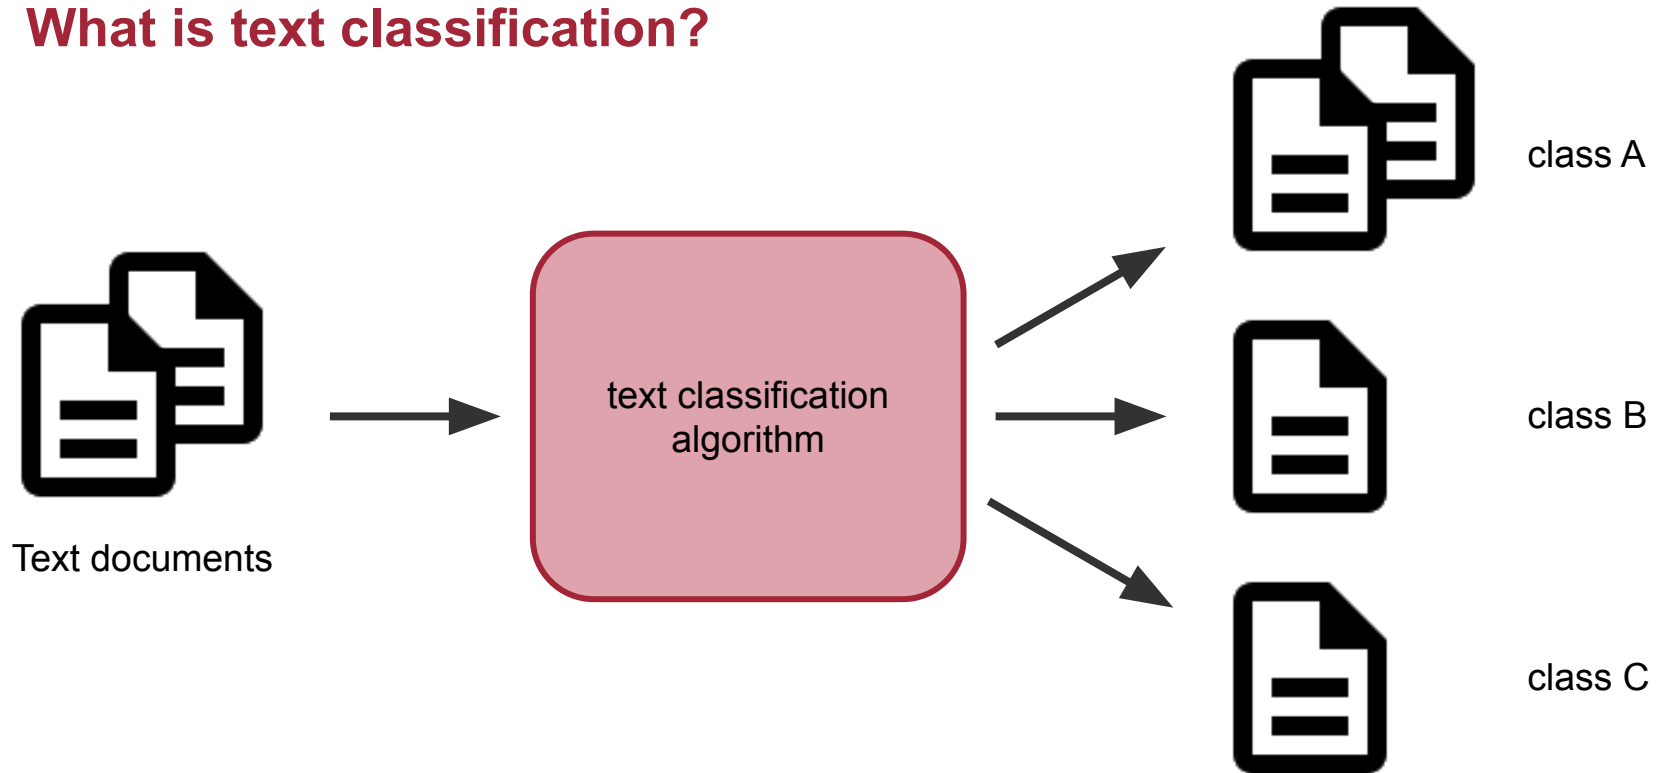 What is text classification?
class A
text classification
algorithm
class B
Text documents
class C